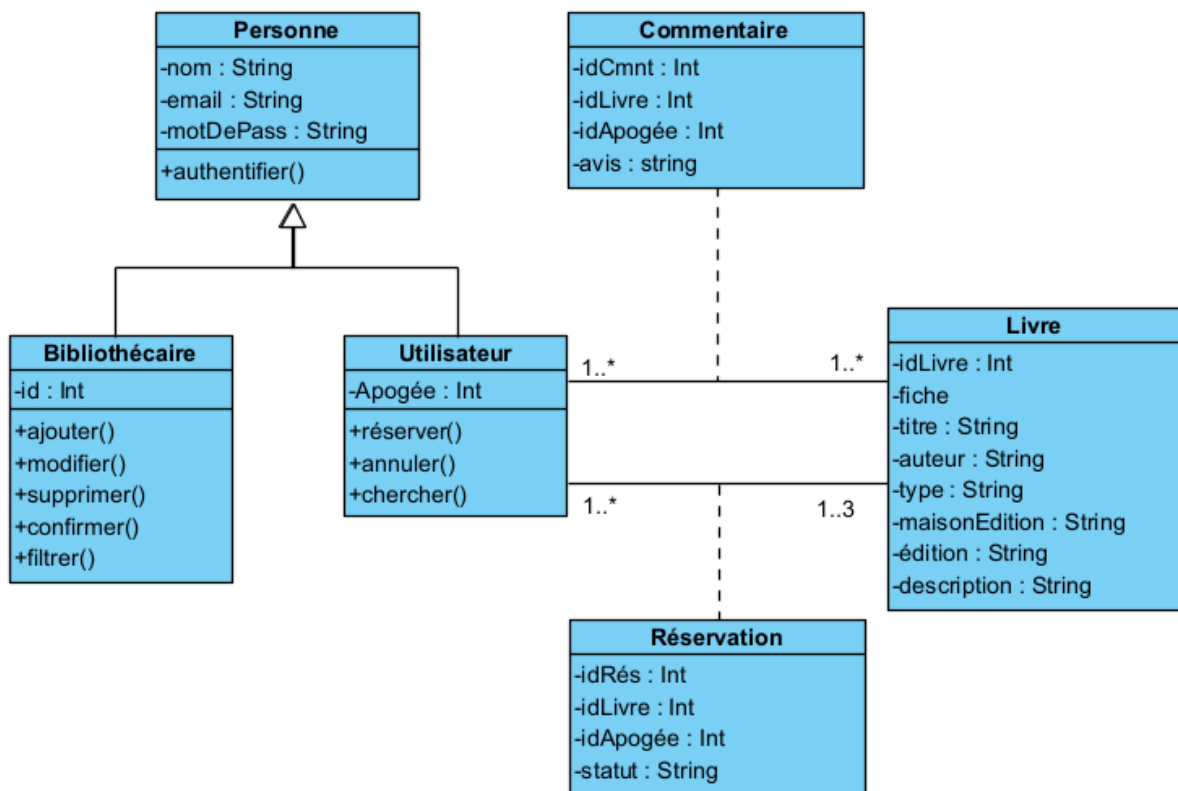 Personne
-nom : String
-email : String
-motDePass : String
+authentifier()
Commentaire
-idCmnt : Int
-idLivre : Int
-idApogée : Int
-avis : string
Bibliothécaire
-id : Int
+ajouter()
+modifier()
+supprimer()
+confirmer()
+filtrer()
Utilisateur
-Apogée : Int
+réserver()
+annuler()
+chercher()
1..*
1..*
1..*
1..3
Livre
-idLivre : Int
-fiche
-titre : String
-auteur : String
-type : String
-maisonEdition : String
-édition : String
-description : String
Réservation
-idRés : Int
-idLivre : Int
-idApogée : Int
-statut : String